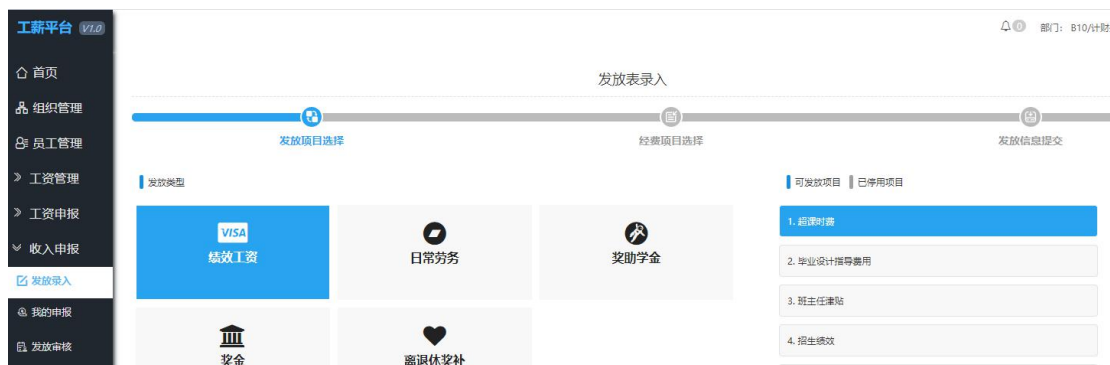 工薪平台 V1.0
0 部门: B10/计财
首页
组织管理
员工管理
工资管理
工资申报
收入申报
发放录入
我的申报
发放审核
发放表录入
发放项目选择
经费项目选择
发放信息提交
发放类型
VISA
绩效工资
日常劳务
奖助学金
奖金
离退休奖补
可发放项目 已停用项目
1. 超课时费
2. 毕业设计指导费用
3. 班主任津贴
4. 招生绩效